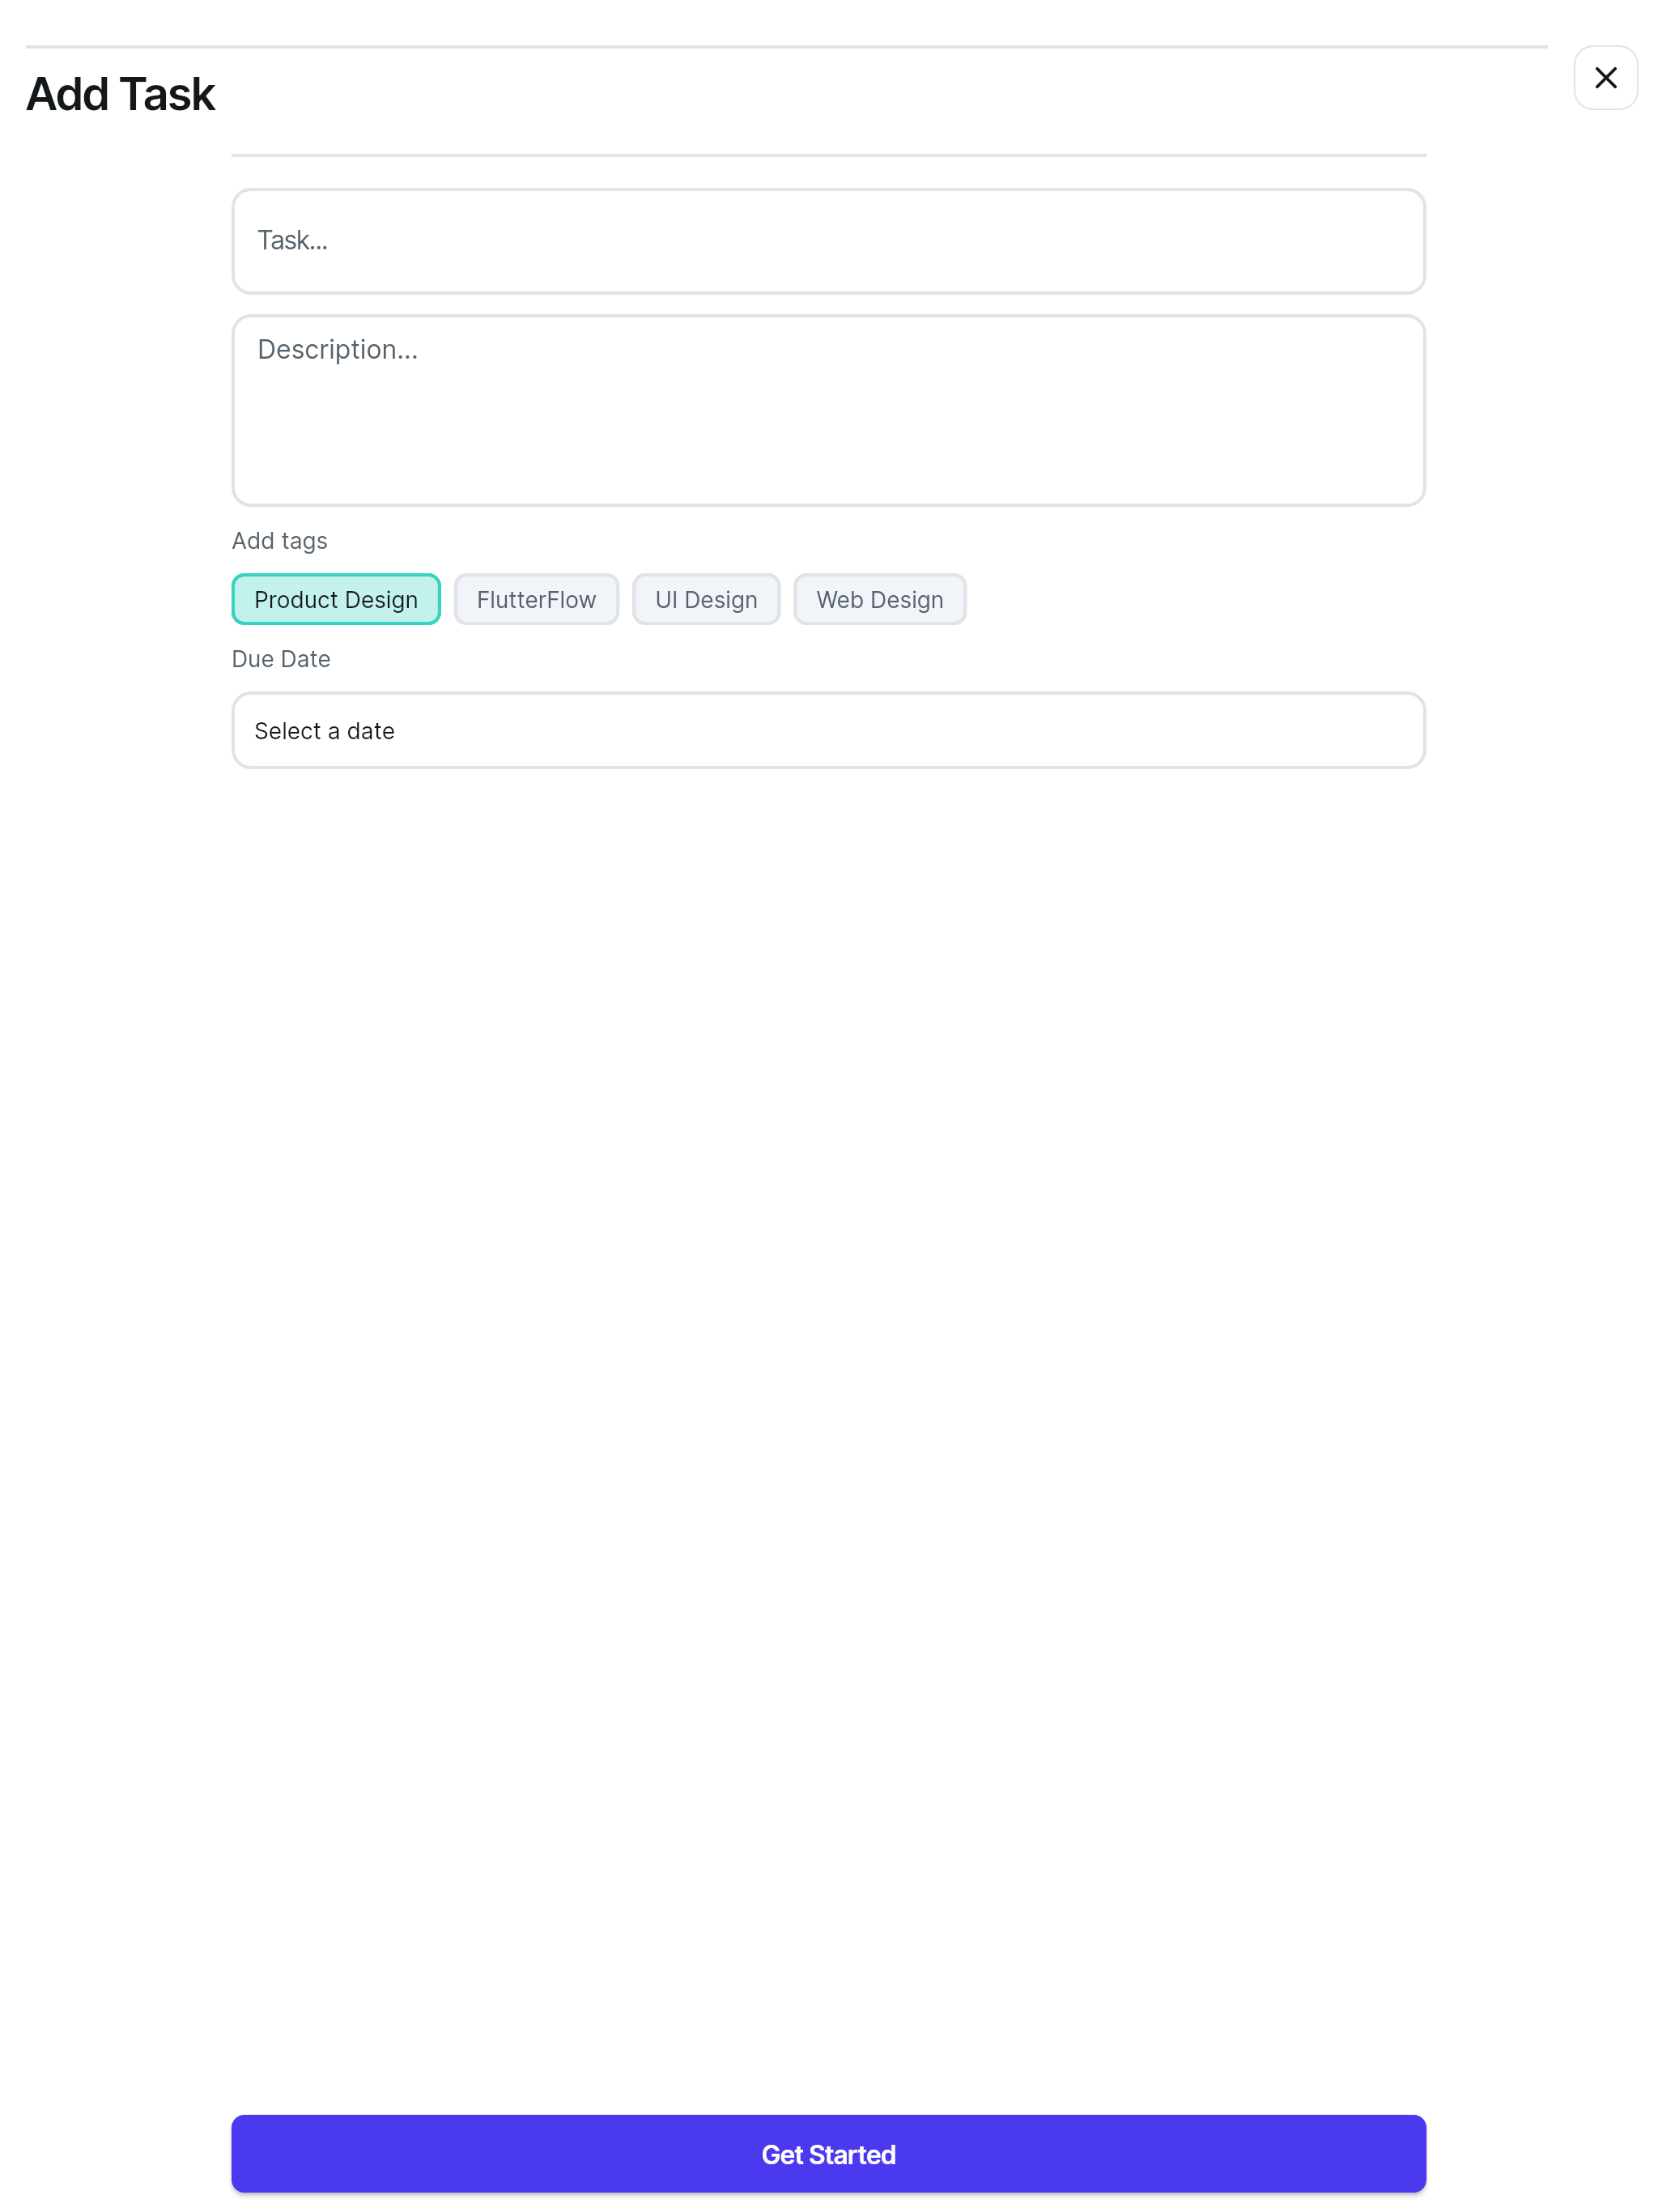 Add Task
Task...
Description...
Add tags
Product Design FlutterFlow UI Design Web Design
Due Date
Select a date
Get Started